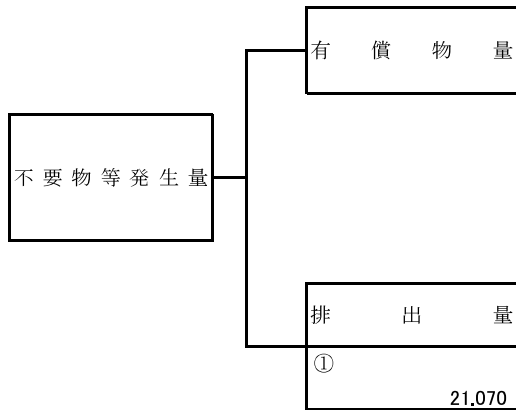 有償物量
不要物等発生量
排出量
①
21.070